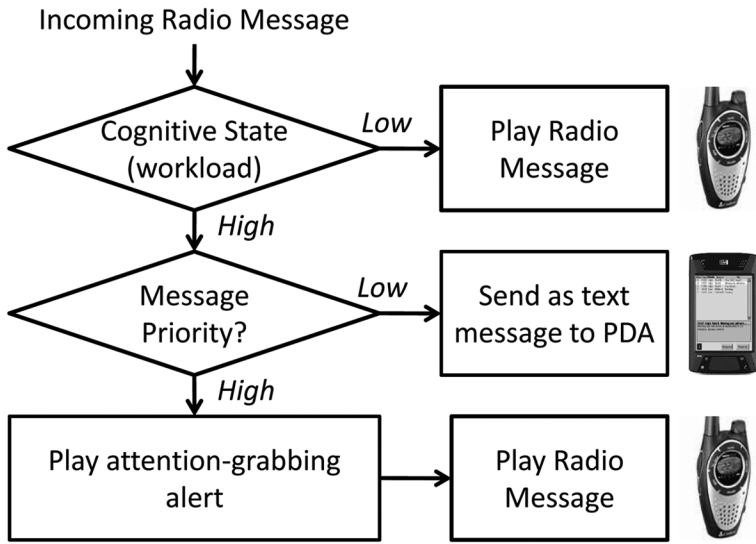 Incoming Radio Message
Cognitive State
(workload)
Low
Play Radio
Message
High
Message
Priority?
Low
Send as text
message to PDA
High
Play attention-grabbing
alert
Play Radio
Message